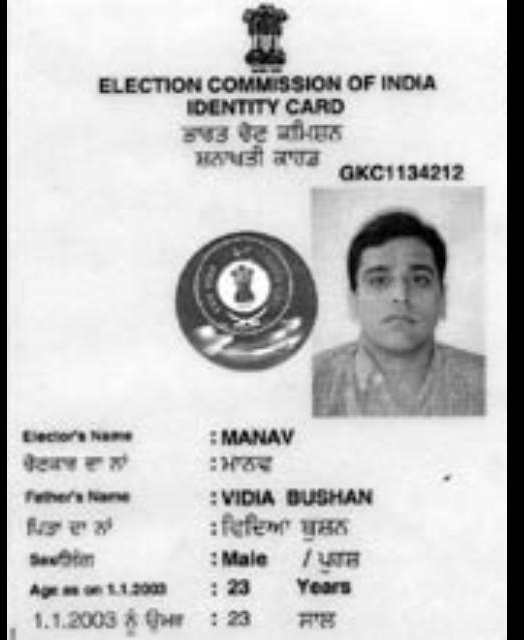 ELECTION COMMISSION OF INDIA
IDENTITY CARD
ਭਾਰਤ ਚੋਣ ਕਮਿਸ਼ਨ
ਸ਼ਨਾਖਤੀ ਕਾਰਡ
GKC1134212
Elector's Name : MANAV
ਚੋਣਕਾਰ ਦਾ ਨਾਂ : ਮਾਨਵ
Father's Name : VIDIA BUSHAN
ਪਿਤਾ ਦਾ ਨਾਂ : ਵਿਦਿਆ ਬੂਸ਼ਨ
Sex/ਲਿੰਗ : Male / ਪੁਰਸ਼
Age as on 1.1.2003 : 23 Years
1.1.2003 ਨੂੰ ਉਮਰ : 23 ਸਾਲ